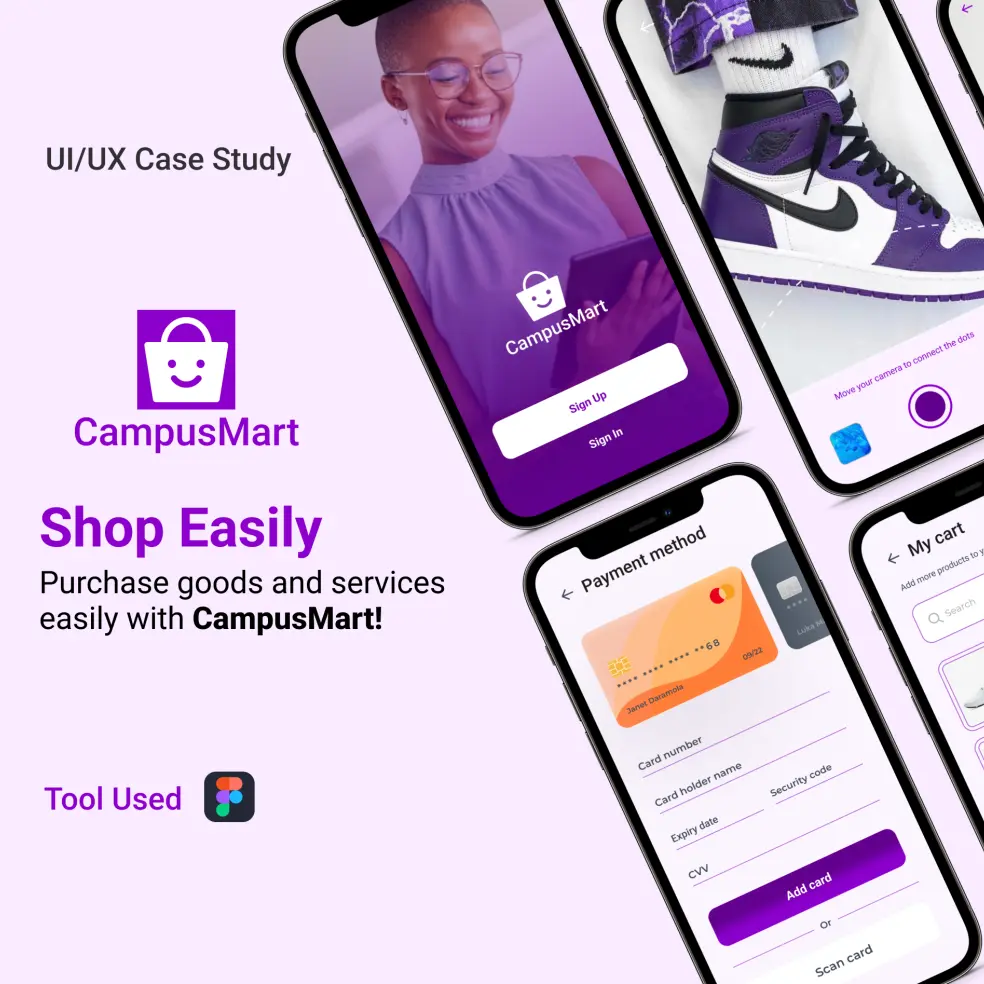 UI/UX Case Study
CampusMart
Shop Easily
Purchase goods and services
easily with CampusMart!
Tool Used
CampusMart
Sign Up
Sign In
Move your camera to connect the dots
Payment method
**** **** **** **68
09/22
Janet Daramola
****
Luka M
Card number
Card holder name
Expiry date
Security code
CVV
Add card
Or
Scan card
My cart
Add more products to y
Search